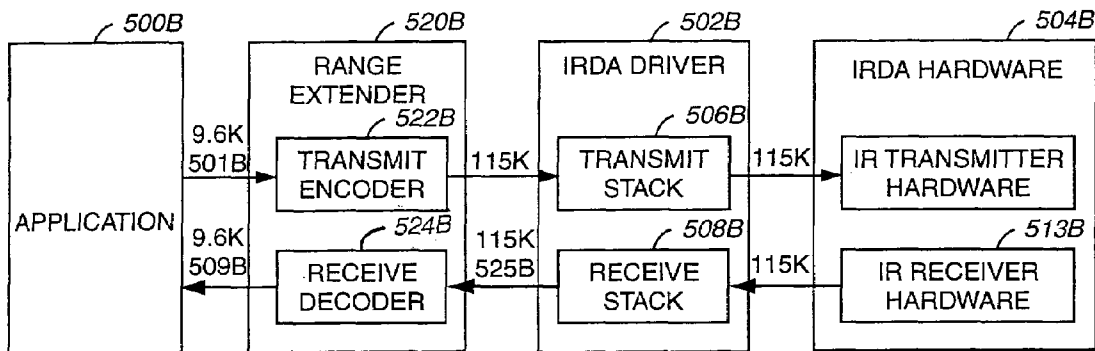 500B
520B
502B
504B
RANGE
EXTENDER
IRDA DRIVER
IRDA HARDWARE
522B
506B
9.6K
501B
TRANSMIT
ENCODER
115K
TRANSMIT
STACK
115K
IR TRANSMITTER
HARDWARE
APPLICATION
524B
508B
513B
9.6K
509B
RECEIVE
DECODER
115K
525B
RECEIVE
STACK
115K
IR RECEIVER
HARDWARE